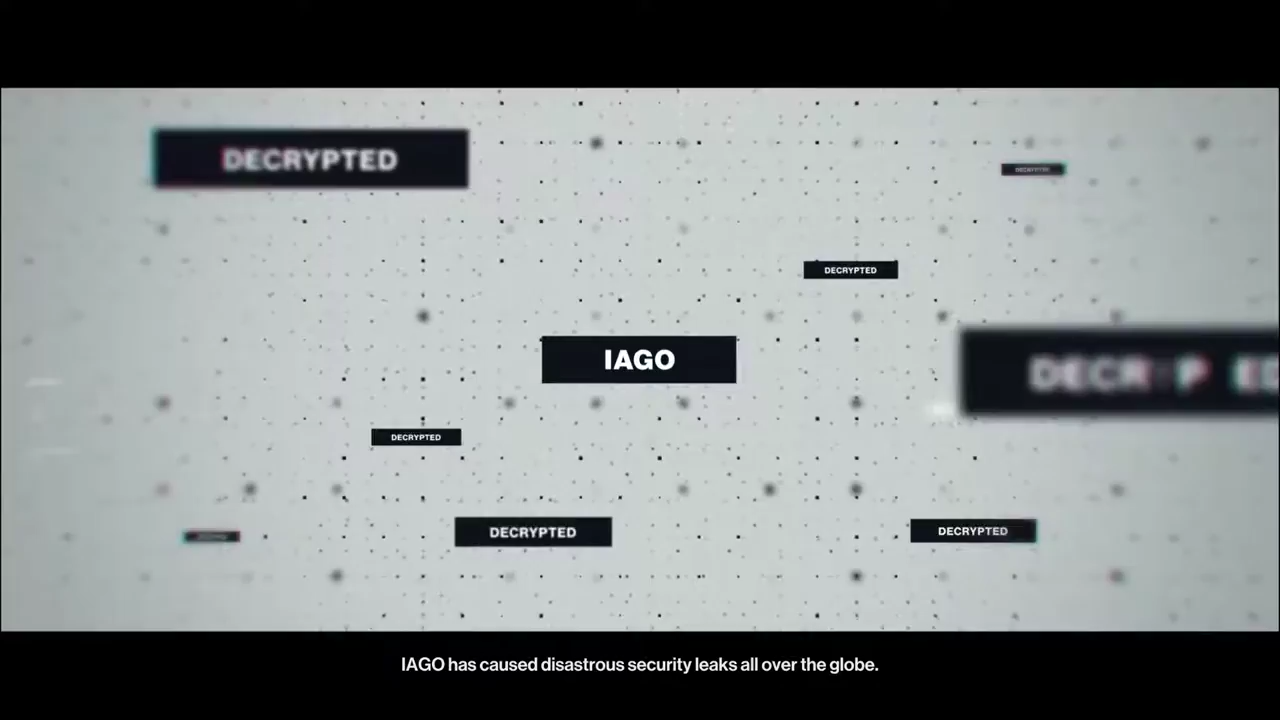 DECRYPTED
DECRYPTED
IAGO
DECRYPTED
DECRYPTED
DECRYPTED
IAGO has caused disastrous security leaks all over the globe.